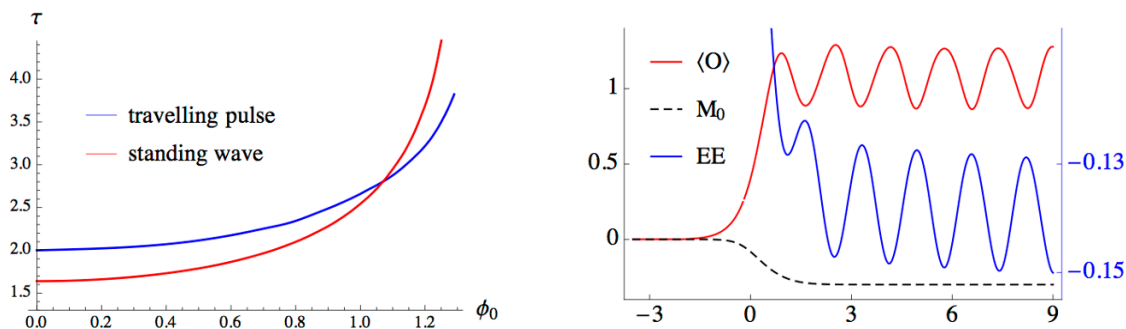 τ
4.0
3.5
3.0
2.5
2.0
1.5
travelling pulse
standing wave
0.0 0.2 0.4 0.6 0.8 1.0 1.2 ϕ₀
1
0.5
0
⟨O⟩
M₀
EE
−0.13
−0.15
−3 0 3 6 9